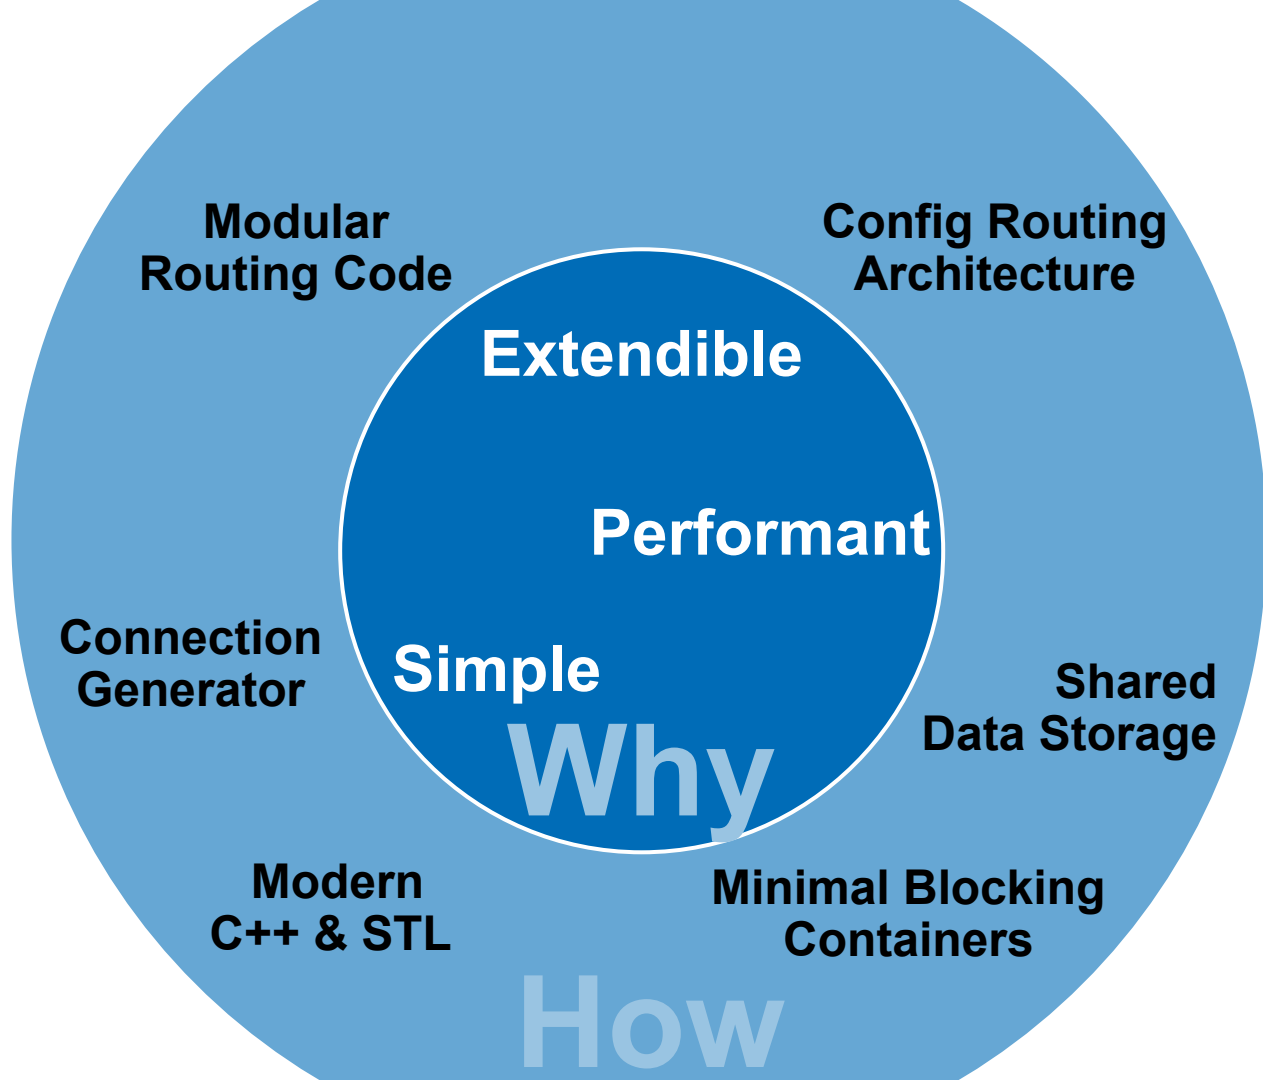 Modular
Routing Code
Config Routing
Architecture
Extendible
Performant
Connection
Generator
Simple
Shared
Data Storage
Why
Modern
C++ & STL
Minimal Blocking
Containers
How